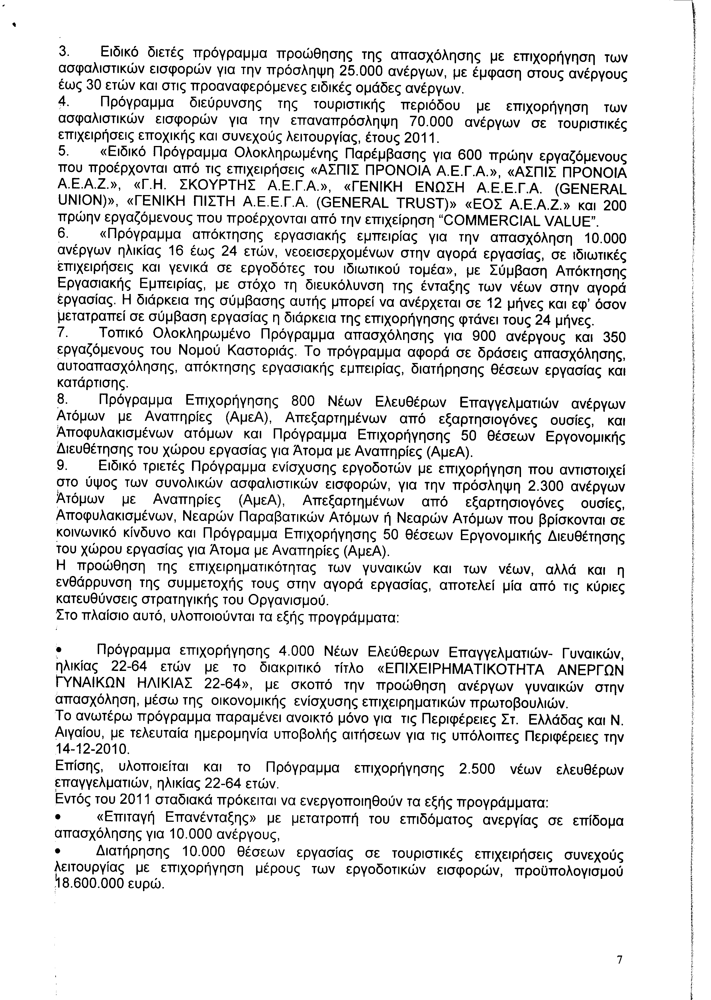 3. Ειδικό διετές πρόγραμμα προώθησης της απασχόλησης με επιχορήγηση των
ασφαλιστικών εισφορών για την πρόσληψη 25.000 ανέργων, με έμφαση στους ανέργους
έως 30 ετών και στις προαναφερόμενες ειδικές ομάδες ανέργων.
4. Πρόγραμμα διεύρυνσης της τουριστικής περιόδου με επιχορήγηση των
ασφαλιστικών εισφορών για την επαναπρόσληψη 70.000 ανέργων σε τουριστικές
επιχειρήσεις εποχικής και συνεχούς λειτουργίας, έτους 2011.
5. «Ειδικό Πρόγραμμα Ολοκληρωμένης Παρέμβασης για 600 πρώην εργαζόμενους
που προέρχονται από τις επιχειρήσεις «ΑΣΠΙΣ ΠΡΟΝΟΙΑ Α.Ε.Γ.Α.», «ΑΣΠΙΣ ΠΡΟΝΟΙΑ
Α.Ε.Α.Ζ.», «Γ.Η. ΣΚΟΥΡΤΗΣ Α.Ε.Γ.Α.», «ΓΕΝΙΚΗ ΕΝΩΣΗ Α.Ε.Ε.Γ.Α. (GENERAL
UNION)», «ΓΕΝΙΚΗ ΠΙΣΤΗ Α.Ε.Ε.Γ.Α. (GENERAL TRUST)» «ΕΟΣ Α.Ε.Α.Ζ.» και 200
πρώην εργαζόμενους που προέρχονται από την επιχείρηση “COMMERCIAL VALUE”.
6. «Πρόγραμμα απόκτησης εργασιακής εμπειρίας για την απασχόληση 10.000
ανέργων ηλικίας 16 έως 24 ετών, νεοεισερχομένων στην αγορά εργασίας, σε ιδιωτικές
επιχειρήσεις και γενικά σε εργοδότες του ιδιωτικού τομέα», με Σύμβαση Απόκτησης
Εργασιακής Εμπειρίας, με στόχο τη διευκόλυνση της ένταξης των νέων στην αγορά
εργασίας. Η διάρκεια της σύμβασης αυτής μπορεί να ανέρχεται σε 12 μήνες και εφ’ όσον
μετατραπεί σε σύμβαση εργασίας η διάρκεια της επιχορήγησης φτάνει τους 24 μήνες.
7. Τοπικό Ολοκληρωμένο Πρόγραμμα απασχόλησης για 900 ανέργους και 350
εργαζόμενους του Νομού Καστοριάς. Το πρόγραμμα αφορά σε δράσεις απασχόλησης,
αυτοαπασχόλησης, απόκτησης εργασιακής εμπειρίας, διατήρησης θέσεων εργασίας και
κατάρτισης.
8. Πρόγραμμα Επιχορήγησης 800 Νέων Ελευθέρων Επαγγελματιών ανέργων
Ατόμων με Αναπηρίες (ΑμεΑ), Απεξαρτημένων από εξαρτησιογόνες ουσίες, και
Αποφυλακισμένων ατόμων και Πρόγραμμα Επιχορήγησης 50 θέσεων Εργονομικής
Διευθέτησης του χώρου εργασίας για Άτομα με Αναπηρίες (ΑμεΑ).
9. Ειδικό τριετές Πρόγραμμα ενίσχυσης εργοδοτών με επιχορήγηση που αντιστοιχεί
στο ύψος των συνολικών ασφαλιστικών εισφορών, για την πρόσληψη 2.300 ανέργων
Ατόμων με Αναπηρίες (ΑμεΑ), Απεξαρτημένων από εξαρτησιογόνες ουσίες,
Αποφυλακισμένων, Νεαρών Παραβατικών Ατόμων ή Νεαρών Ατόμων που βρίσκονται σε
κοινωνικό κίνδυνο και Πρόγραμμα Επιχορήγησης 50 θέσεων Εργονομικής Διευθέτησης
του χώρου εργασίας για Άτομα με Αναπηρίες (ΑμεΑ).
Η προώθηση της επιχειρηματικότητας των γυναικών και των νέων, αλλά και η
ενθάρρυνση της συμμετοχής τους στην αγορά εργασίας, αποτελεί μία από τις κύριες
κατευθύνσεις στρατηγικής του Οργανισμού.
Στο πλαίσιο αυτό, υλοποιούνται τα εξής προγράμματα:
• Πρόγραμμα επιχορήγησης 4.000 Νέων Ελεύθερων Επαγγελματιών- Γυναικών,
ηλικίας 22-64 ετών με το διακριτικό τίτλο «ΕΠΙΧΕΙΡΗΜΑΤΙΚΟΤΗΤΑ ΑΝΕΡΓΩΝ
ΓΥΝΑΙΚΩΝ ΗΛΙΚΙΑΣ 22-64», με σκοπό την προώθηση ανέργων γυναικών στην
απασχόληση, μέσω της οικονομικής ενίσχυσης επιχειρηματικών πρωτοβουλιών.
Το ανωτέρω πρόγραμμα παραμένει ανοικτό μόνο για τις Περιφέρειες Στ. Ελλάδας και Ν.
Αιγαίου, με τελευταία ημερομηνία υποβολής αιτήσεων για τις υπόλοιπες Περιφέρειες την
14-12-2010.
Επίσης, υλοποιείται και το Πρόγραμμα επιχορήγησης 2.500 νέων ελευθέρων
επαγγελματιών, ηλικίας 22-64 ετών.
Εντός του 2011 σταδιακά πρόκειται να ενεργοποιηθούν τα εξής προγράμματα:
• «Επιταγή Επανένταξης» με μετατροπή του επιδόματος ανεργίας σε επίδομα
απασχόλησης για 10.000 ανέργους,
• Διατήρησης 10.000 θέσεων εργασίας σε τουριστικές επιχειρήσεις συνεχούς
λειτουργίας με επιχορήγηση μέρους των εργοδοτικών εισφορών, προϋπολογισμού
18.600.000 ευρώ.
7